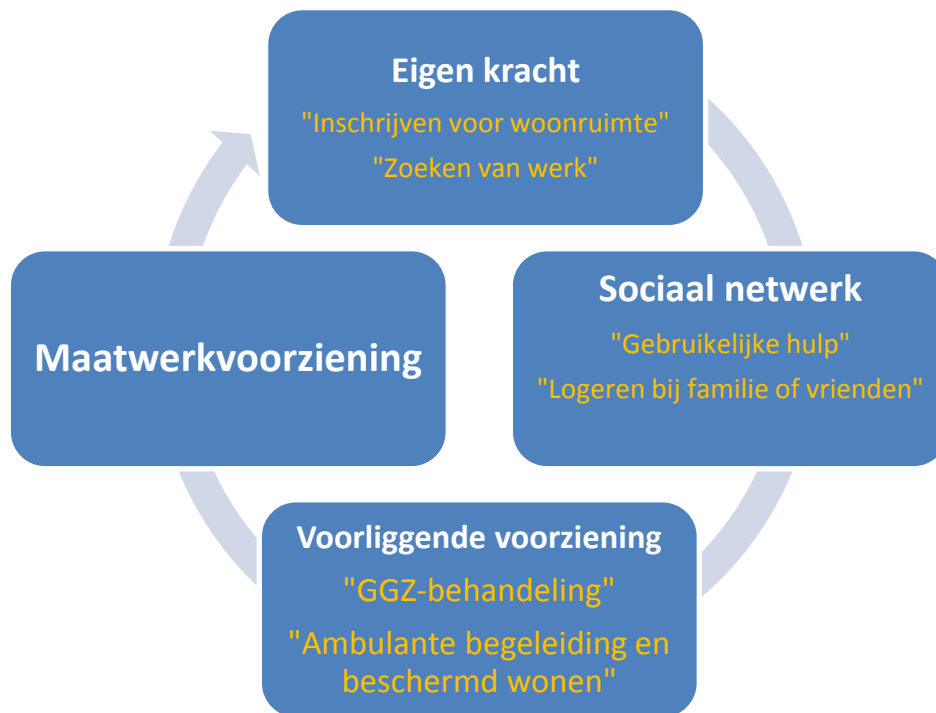 Eigen kracht
"Inschrijven voor woonruimte"
"Zoeken van werk"
Sociaal netwerk
"Gebruikelijke hulp"
"Logeren bij familie of vrienden"
Voorliggende voorziening
"GGZ-behandeling"
"Ambulante begeleiding en
beschermd wonen"
Maatwerkvoorziening